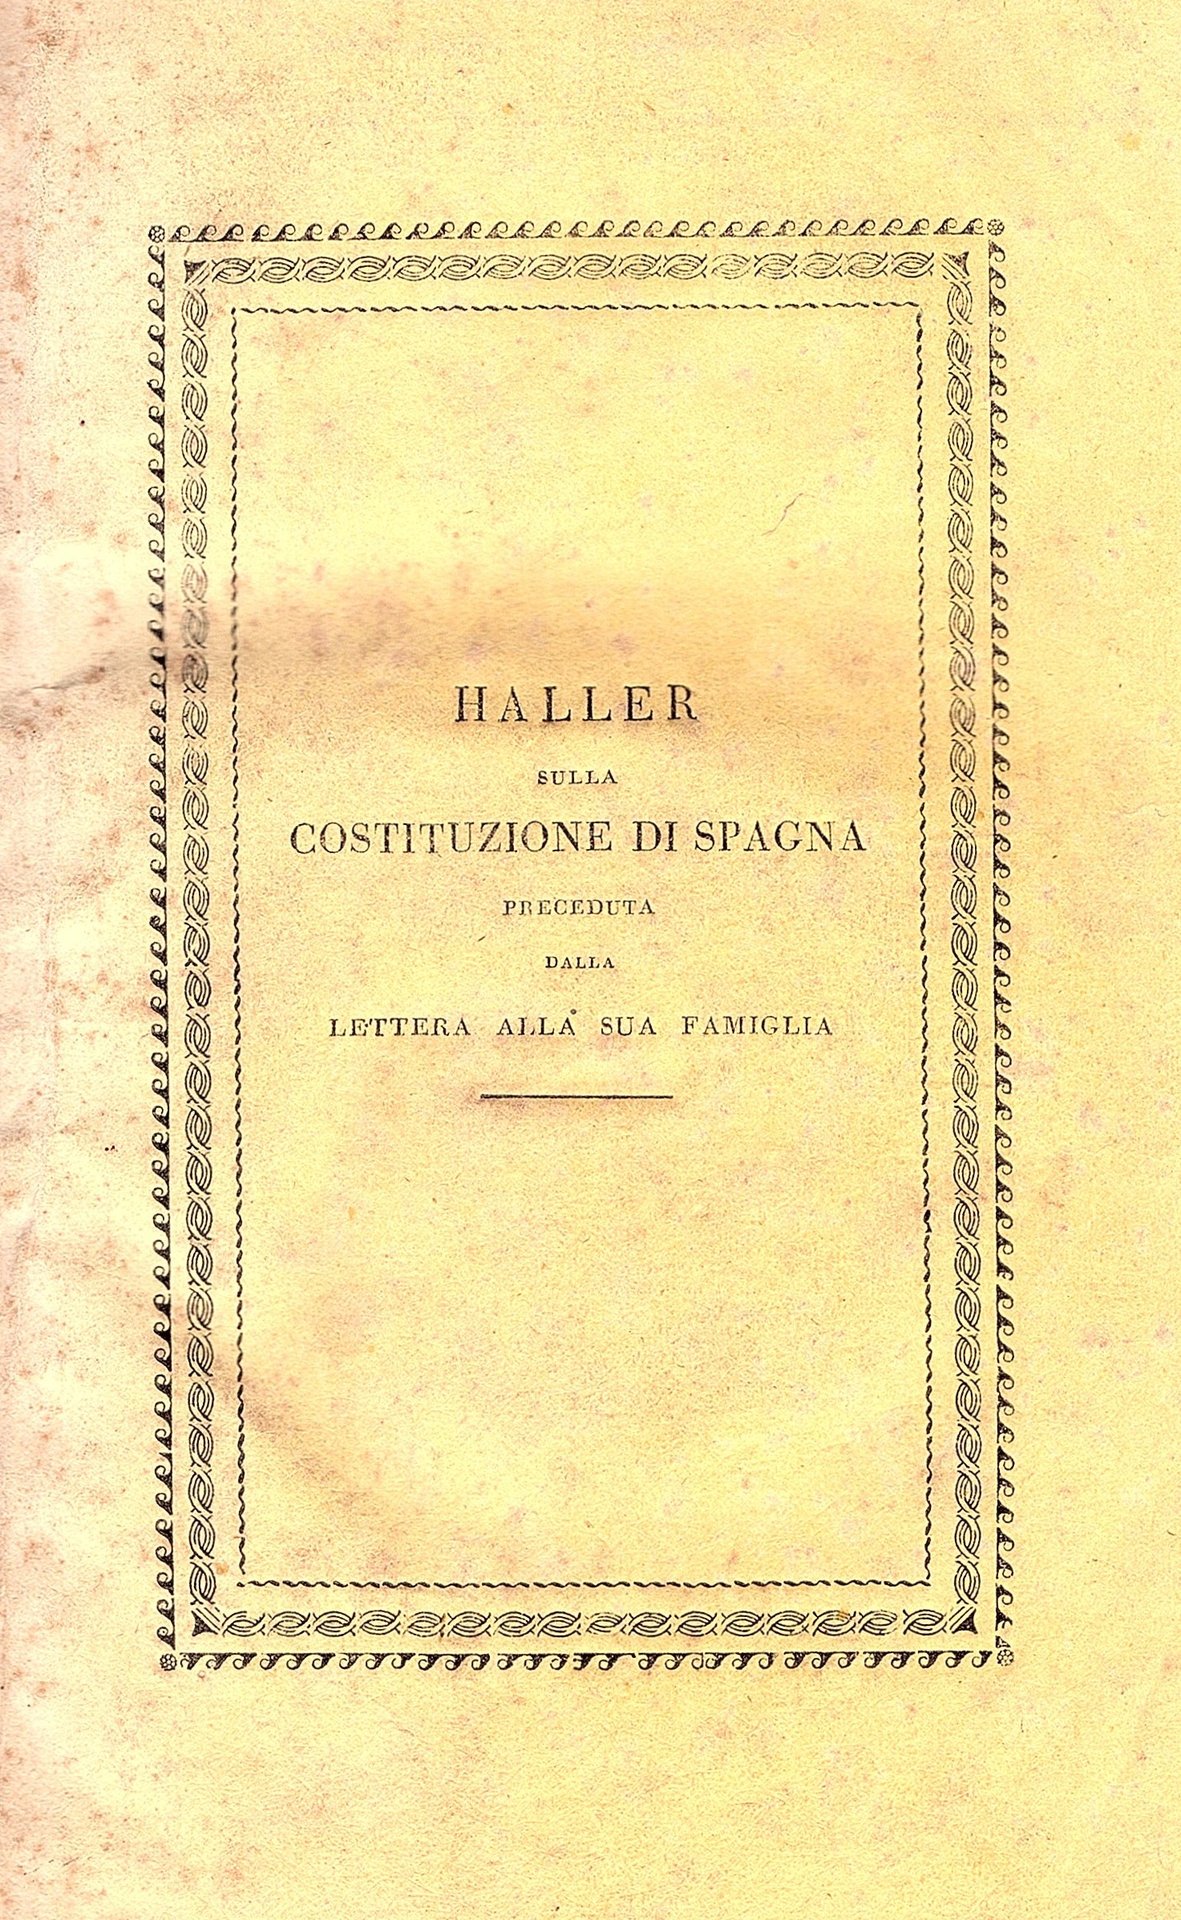 HALLER
SULLA
COSTITUZIONE DI SPAGNA
PRECEDUTA
DALLA
LETTERA ALLA SUA FAMIGLIA